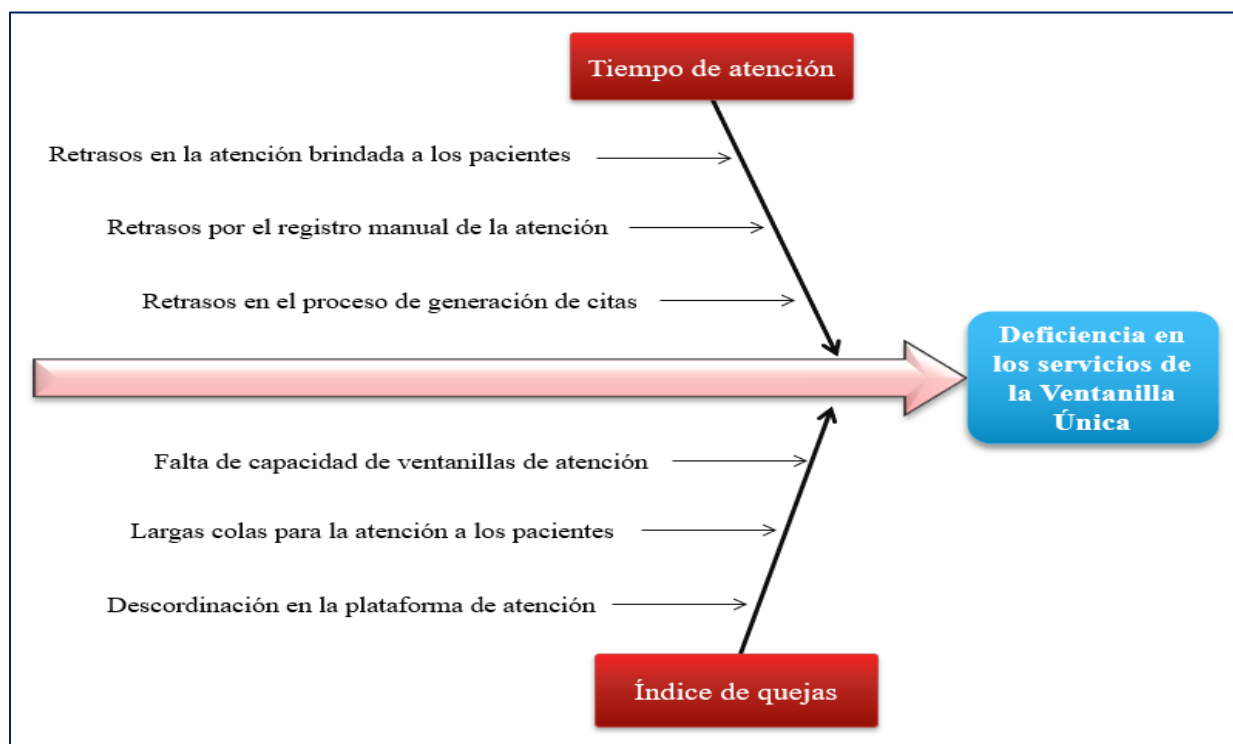 Tiempo de atención
Retrasos en la atención brindada a los pacientes
Retrasos por el registro manual de la atención
Retrasos en el proceso de generación de citas
Deficiencia en
los servicios de
la Ventanilla
Única
Falta de capacidad de ventanillas de atención
Largas colas para la atención a los pacientes
Descordinación en la plataforma de atención
Índice de quejas